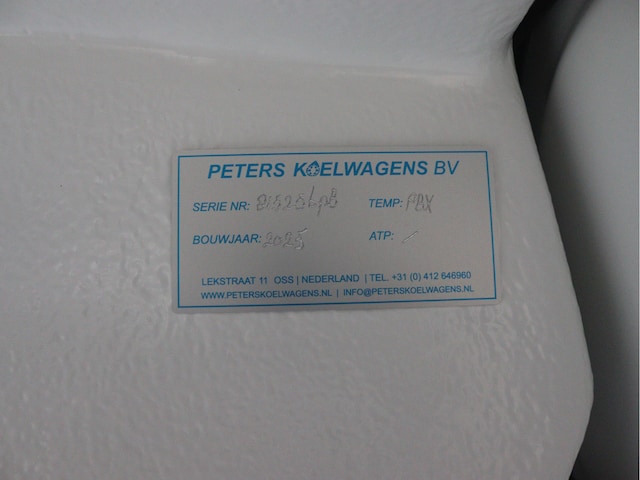 PETERS KOELWAGENS BV
SERIE NR: TEMP:
BOUWJAAR: 2025 ATP: /
LEKSTRAAT 11 OSS | NEDERLAND | TEL. +31 (0) 412 646960
WWW.PETERSKOELWAGENS.NL | INFO@PETERSKOELWAGENS.NL